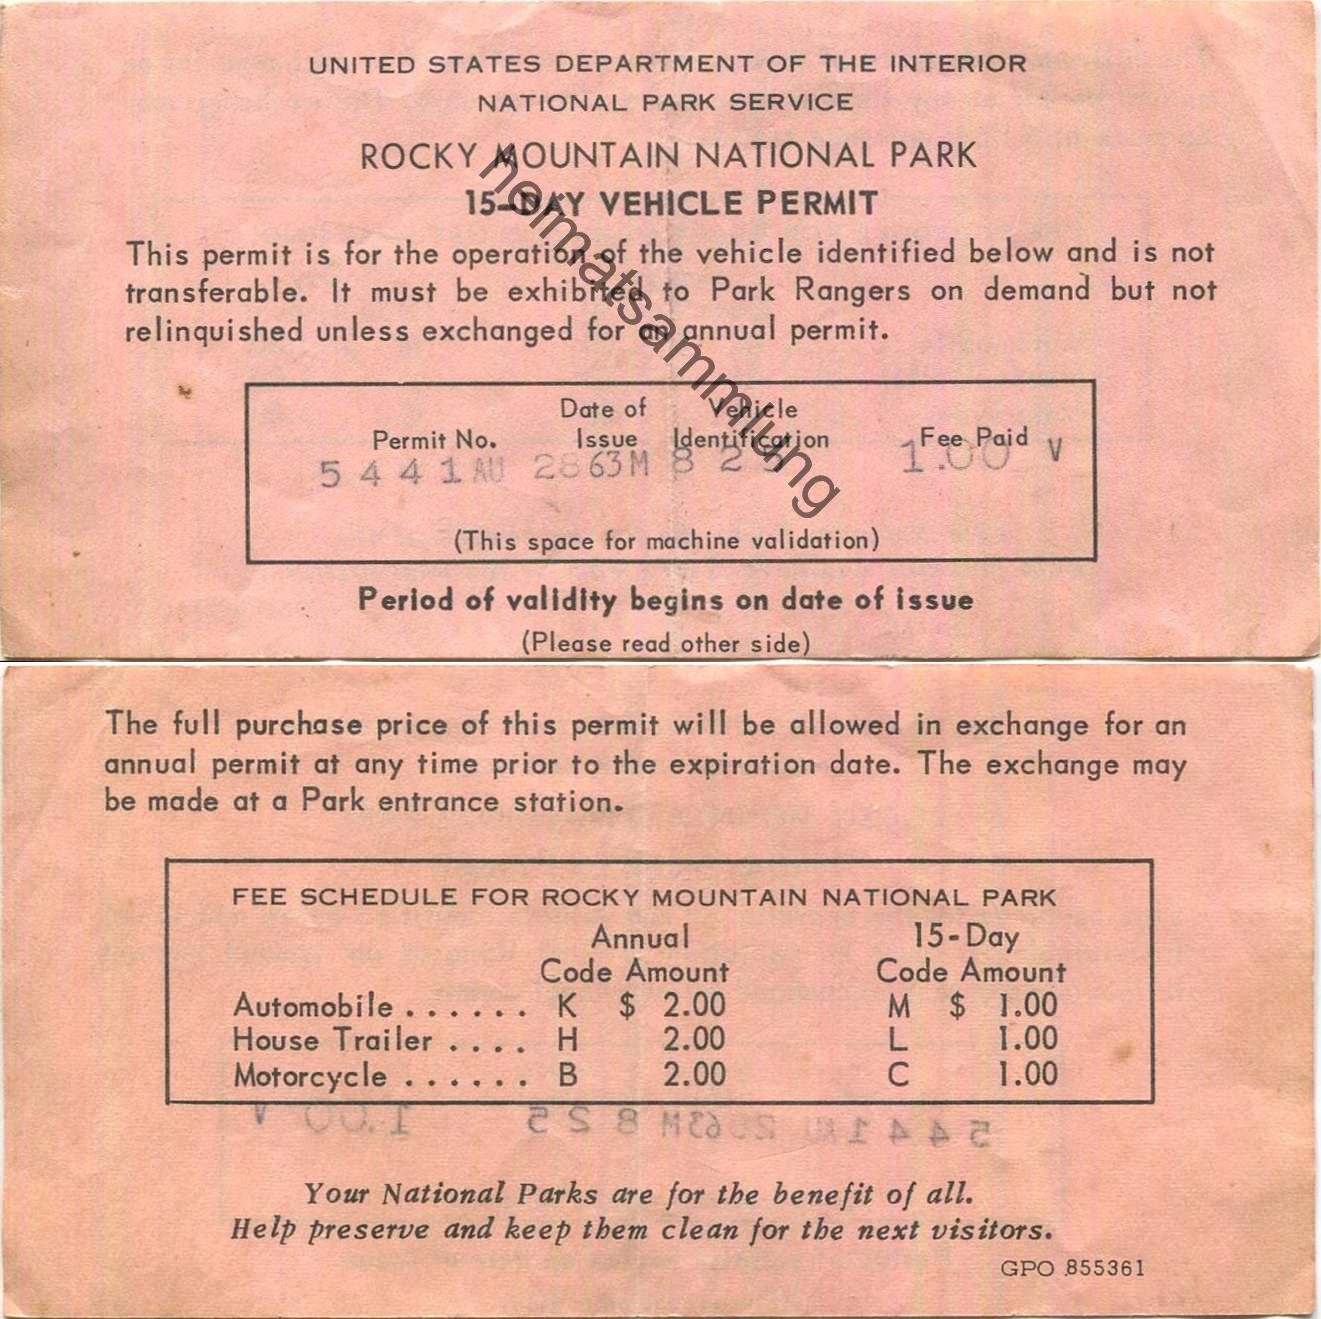 UNITED STATES DEPARTMENT OF THE INTERIOR
NATIONAL PARK SERVICE
ROCKY MOUNTAIN NATIONAL PARK
15-DAY VEHICLE PERMIT
This permit is for the operation of the vehicle identified below and is not
transferable. It must be exhibited to Park Rangers on demand but not
relinquished unless exchanged for an annual permit.
Date of Vehicle
Permit No. Issue Identification Fee Paid
5441 AU 28 63 M 825 1.00 V
(This space for machine validation)
Period of validity begins on date of issue
(Please read other side)
heimatsammlung
The full purchase price of this permit will be allowed in exchange for an
annual permit at any time prior to the expiration date. The exchange may
be made at a Park entrance station.
FEE SCHEDULE FOR ROCKY MOUNTAIN NATIONAL PARK
Annual 15-Day
Code Amount Code Amount
Automobile . . . . . . K $ 2.00 M $ 1.00
House Trailer . . . . H 2.00 L 1.00
Motorcycle . . . . . . B 2.00 C 1.00
Your National Parks are for the benefit of all.
Help preserve and keep them clean for the next visitors.
GPO 855361